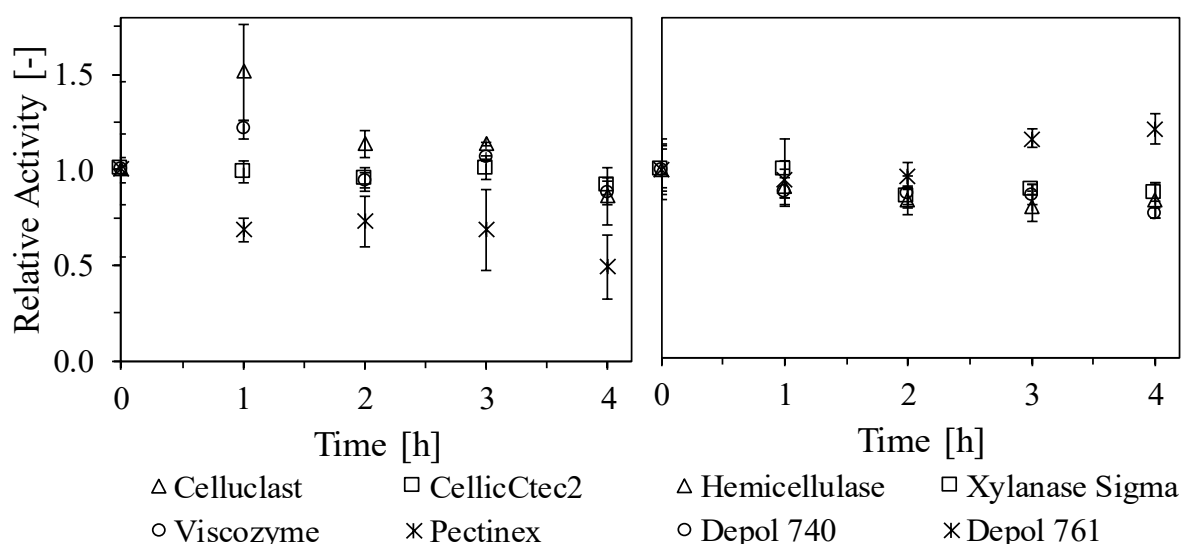 Relative Activity [-]
1.5
1.0
0.5
0.0
0 1 2 3 4
0 1 2 3 4
Time [h]
Time [h]
Celluclast
CellicCtec2
Hemicellulase
Xylanase Sigma
Viscozyme
Pectinex
Depol 740
Depol 761